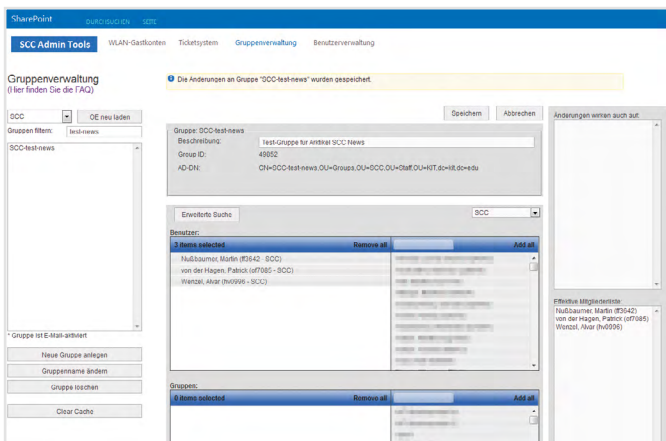 SharePoint
DURCHSUCHEN SEITE
SCC Admin Tools WLAN-Gastkonten Ticketsystem Gruppenverwaltung Benutzerverwaltung
Gruppenverwaltung
(Hier finden Sie die FAQ)
Die Änderungen an Gruppe "SCC-test-news" wurden gespeichert.
SCC OE neu laden
Gruppen filtern: test-news
SCC-test-news
* Gruppe ist E-Mail-aktiviert
Neue Gruppe anlegen
Gruppenname ändern
Gruppe löschen
Clear Cache
Speichern Abbrechen
Gruppe: SCC-test-news
Beschreibung: Test-Gruppe für Artikel SCC News
Group ID: 49852
AD-DN: CN=SCC-test-news,OU=Groups,OU=SCC,OU=Staff,OU=KIT,dc=kit,dc=edu
Erweiterte Suche SCC
Benutzer:
3 items selected Remove all Add all
Nußbaumer, Martin (ff3642 - SCC)
von der Hagen, Patrick (of7085 - SCC)
Wenzel, Alvar (hv0996 - SCC)
Gruppen:
0 items selected Remove all Add all
Änderungen wirken auch auf:
Effektive Mitgliederliste:
Nußbaumer, Martin (ff3642)
von der Hagen, Patrick (of7085)
Wenzel, Alvar (hv0996)